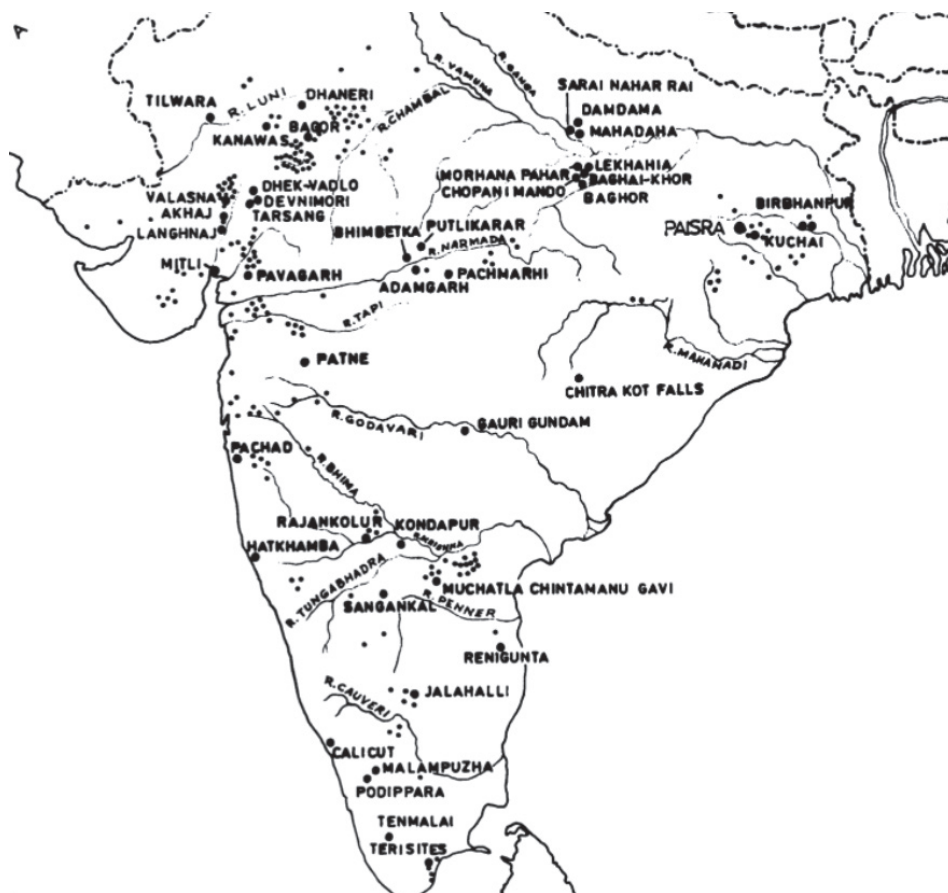 R. YAMUNA
R. GANGA
SARAI NAHAR RAI
DHANERI
TILWARA
R. LUNI
DAMDAMA
R. CHAMBAL
BAGOR
MAHADAHA
KANAWAS
LEKHAHIA
MORHANA PAHAR
BAGHAI-KHOR
CHOPANI MANDO
DHEK-VADLO
VALASNA
DEVNIMORI
BAGHOR
AKHAJ
TARSANG
BIRBHANPUR
LANGHNAJ
PUTLIKARAR
PAISRA
BHIMBETKA
KUCHAI
R. NARMADA
MITLI
PAVAGARH
PACHMARHI
ADAMGARH
R. TAPI
PATNE
R. MAHANADI
CHITRA KOT FALLS
R. GODAVARI
GAURI GUNDAM
PACHAD
R. BHIMA
RAJANKOLUR
KONDAPUR
R. KRISHNA
HATKHAMBA
R. TUNGABHADRA
MUCHATLA CHINTAMANU GAVI
SANGANKAL
R. PENNER
RENIGUNTA
R. CAUVERI
JALAHALLI
CALICUT
MALAMPUZHA
PODIPPARA
TENMALAI
TERISITES